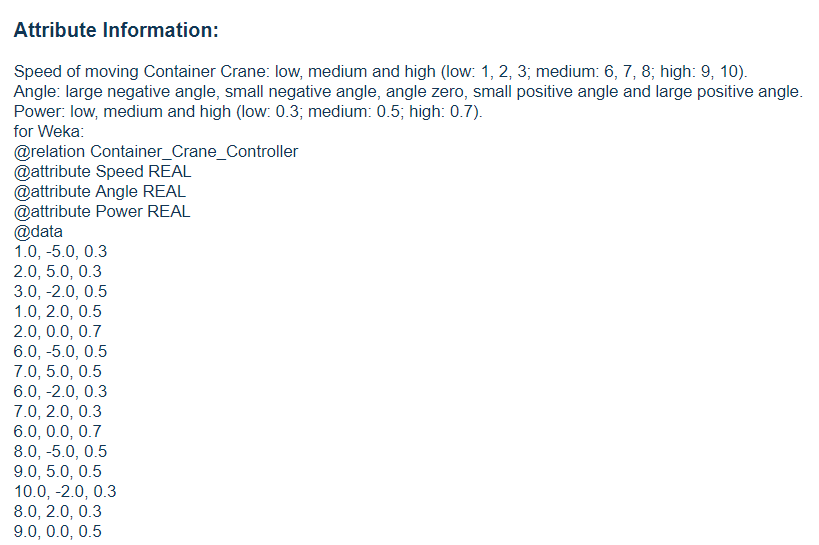 Attribute Information:
Speed of moving Container Crane: low, medium and high (low: 1, 2, 3; medium: 6, 7, 8; high: 9, 10).
Angle: large negative angle, small negative angle, angle zero, small positive angle and large positive angle.
Power: low, medium and high (low: 0.3; medium: 0.5; high: 0.7).
for Weka:
@relation Container_Crane_Controller
@attribute Speed REAL
@attribute Angle REAL
@attribute Power REAL
@data
1.0, -5.0, 0.3
2.0, 5.0, 0.3
3.0, -2.0, 0.5
1.0, 2.0, 0.5
2.0, 0.0, 0.7
6.0, -5.0, 0.5
7.0, 5.0, 0.5
6.0, -2.0, 0.3
7.0, 2.0, 0.3
6.0, 0.0, 0.7
8.0, -5.0, 0.5
9.0, 5.0, 0.5
10.0, -2.0, 0.3
8.0, 2.0, 0.3
9.0, 0.0, 0.5